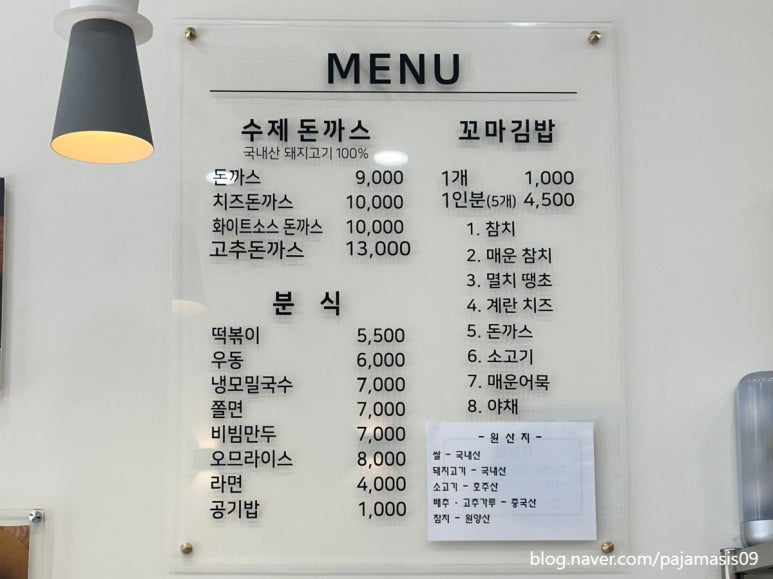 MENU
수제 돈까스
국내산 돼지고기 100%
돈까스 9,000
치즈돈까스 10,000
화이트소스 돈까스 10,000
고추돈까스 13,000
분 식
떡볶이 5,500
우동 6,000
냉모밀국수 7,000
쫄면 7,000
비빔만두 7,000
오므라이스 8,000
라면 4,000
공기밥 1,000
꼬마김밥
1개 1,000
1인분(5개) 4,500
1. 참치
2. 매운 참치
3. 멸치 땡초
4. 계란 치즈
5. 돈까스
6. 소고기
7. 매운어묵
8. 야채
- 원 산 지 -
쌀 - 국내산
돼지고기 - 국내산
소고기 - 호주산
배추 · 고추가루 - 중국산
참치 - 원양산
blog.naver.com/pajamasis09